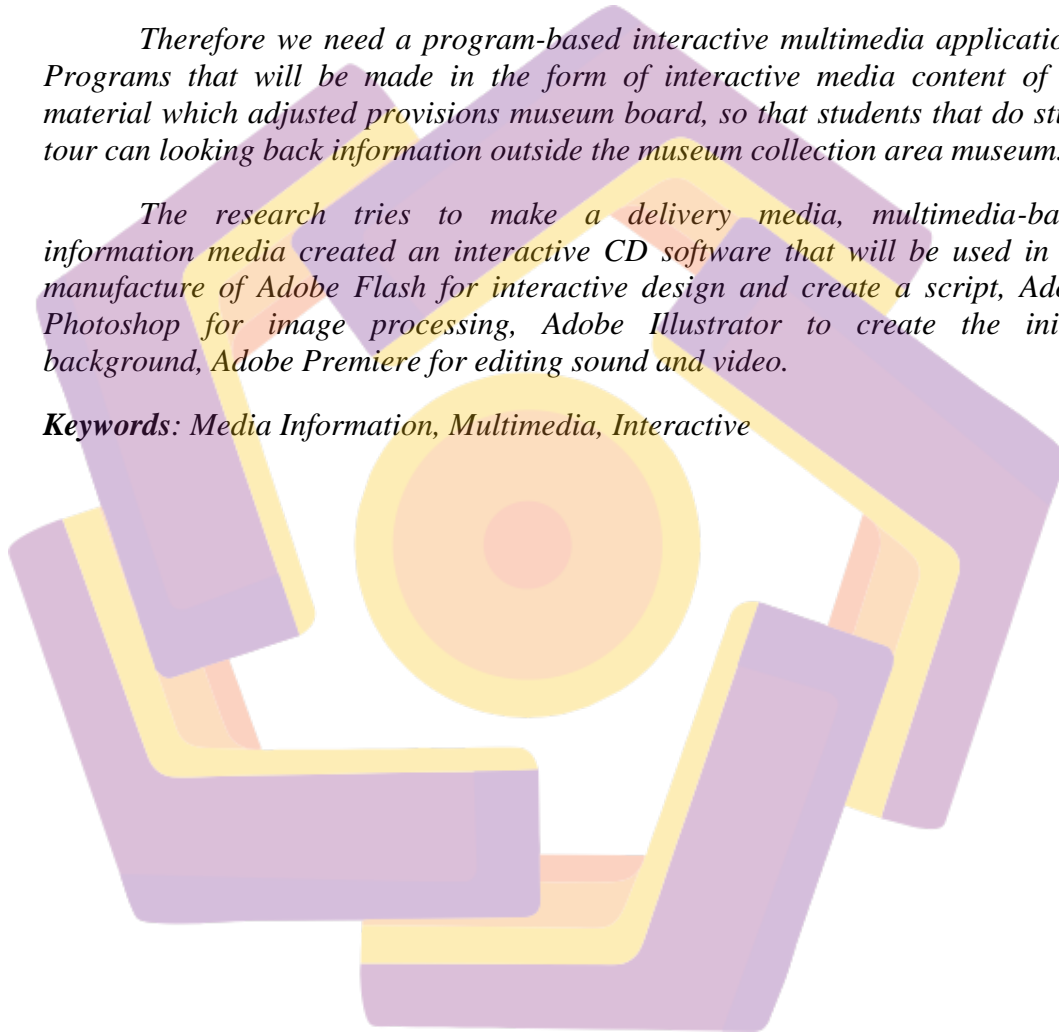 Therefore we need a program-based interactive multimedia applicatio
Programs that will be made in the form of interactive media content of
material which adjusted provisions museum board, so that students that do st
tour can looking back information outside the museum collection area museum.
The research tries to make a delivery media, multimedia-ba
information media created an interactive CD software that will be used in
manufacture of Adobe Flash for interactive design and create a script, Ado
Photoshop for image processing, Adobe Illustrator to create the ini
background, Adobe Premiere for editing sound and video.
Keywords: Media Information, Multimedia, Interactive